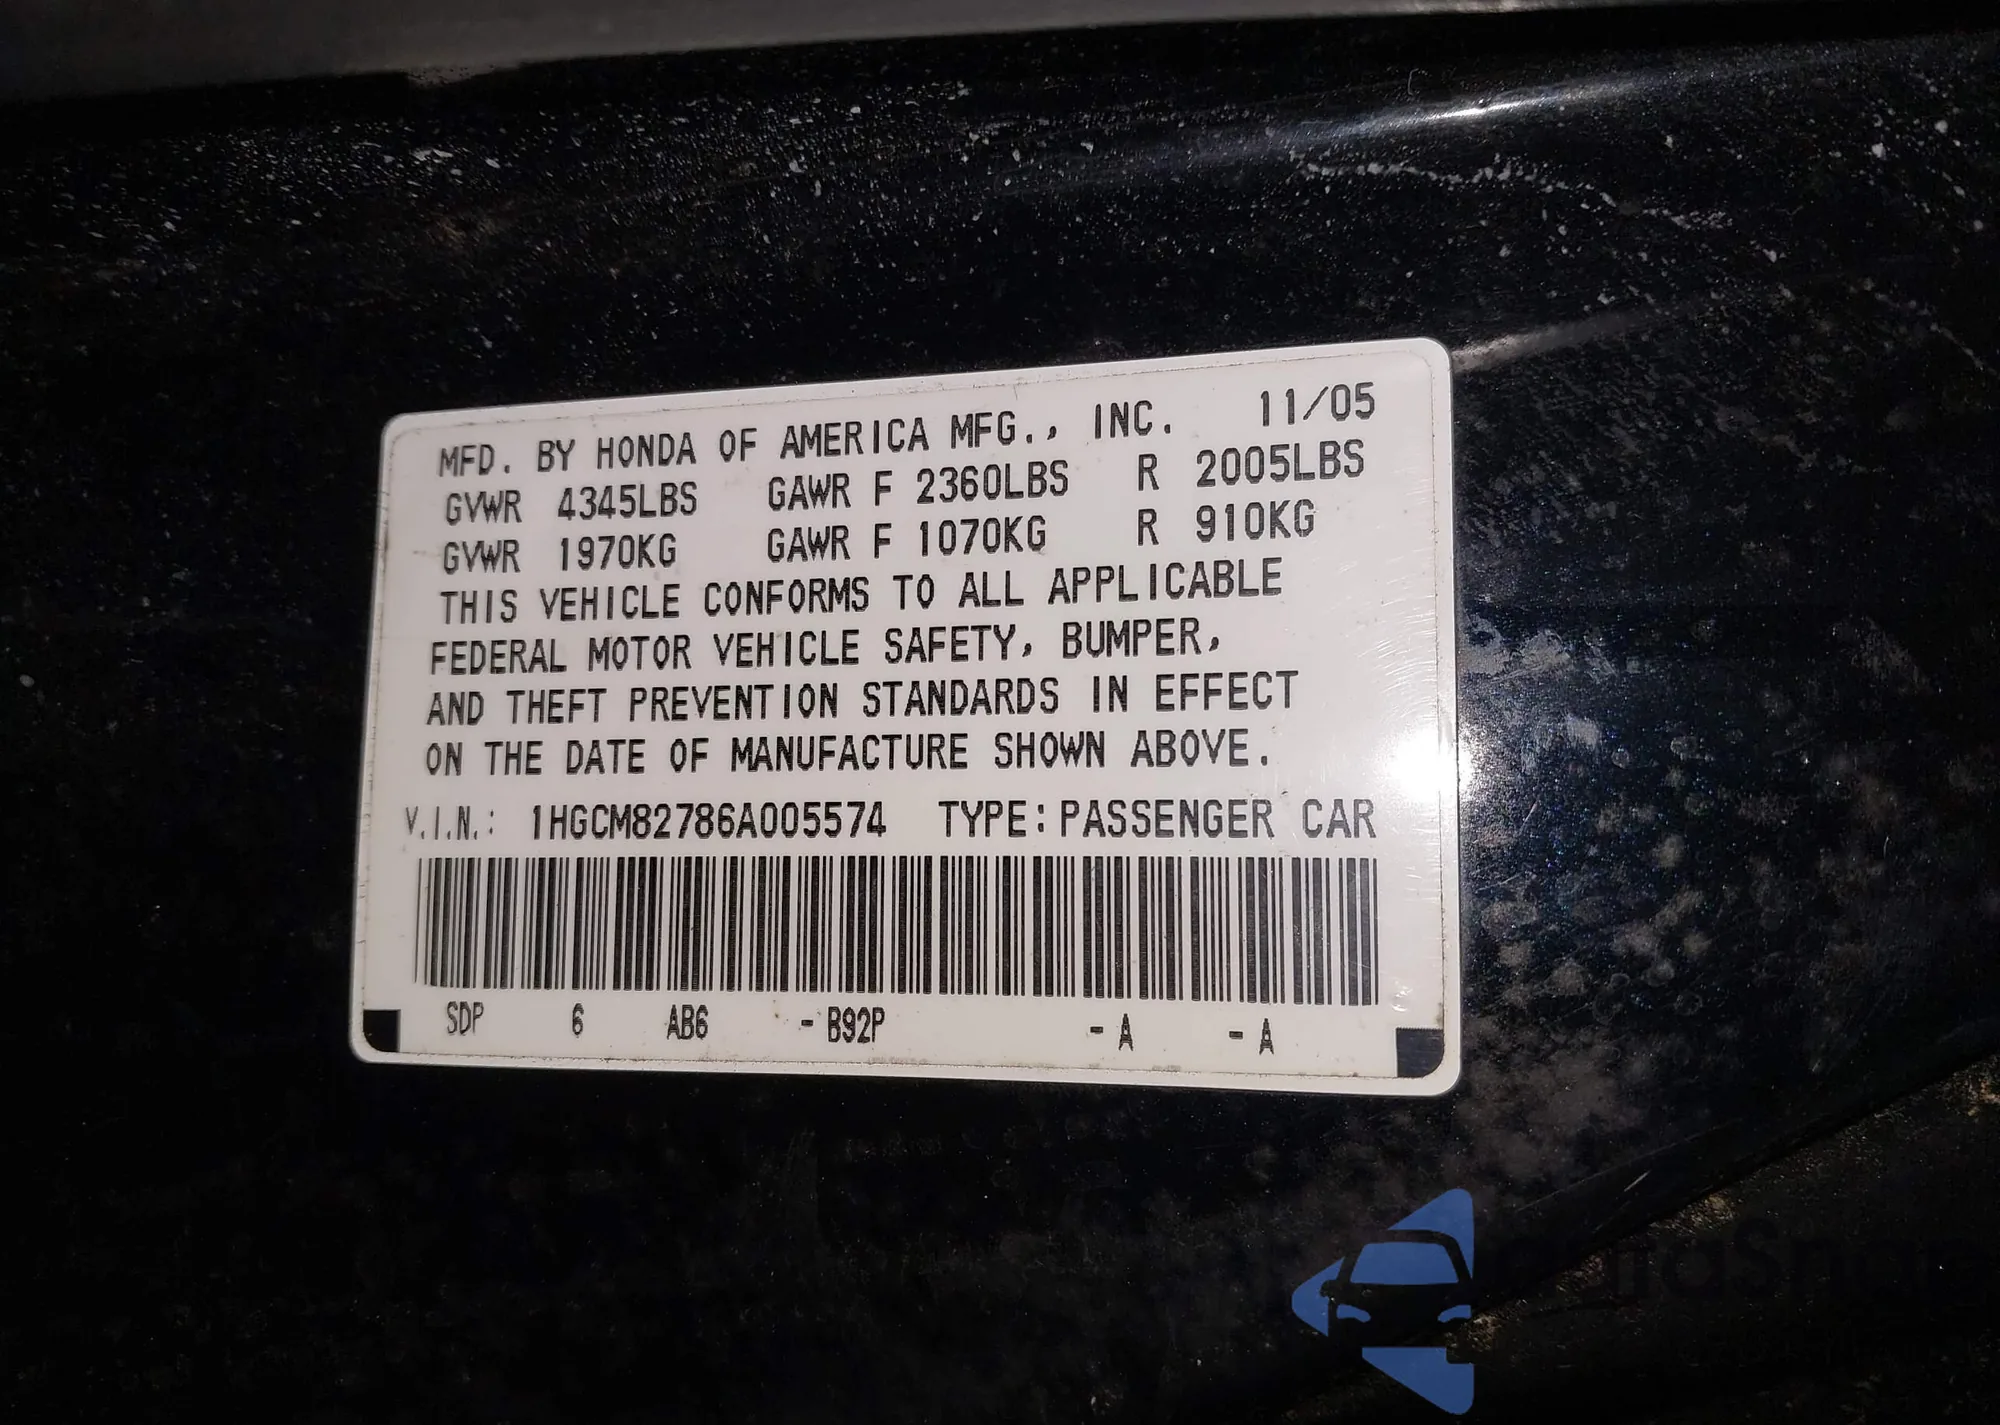 MFD. BY HONDA OF AMERICA MFG., INC. 11/05
GVWR 4345LBS GAWR F 2360LBS R 2005LBS
GVWR 1970KG GAWR F 1070KG R 910KG
THIS VEHICLE CONFORMS TO ALL APPLICABLE
FEDERAL MOTOR VEHICLE SAFETY, BUMPER,
AND THEFT PREVENTION STANDARDS IN EFFECT
ON THE DATE OF MANUFACTURE SHOWN ABOVE.
V.I.N.: 1HGCM82786A005574 TYPE: PASSENGER CAR
SDP 6 AB6 - B92P - A - A